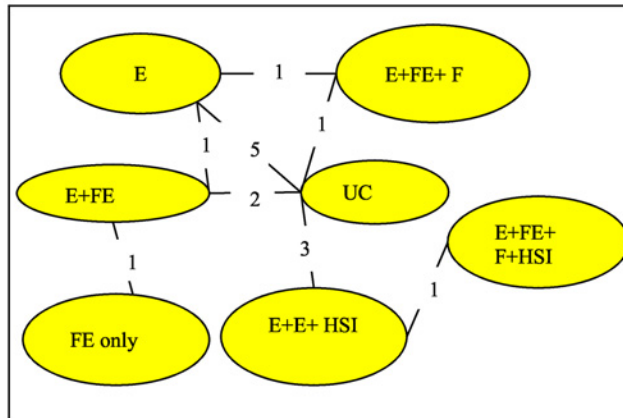 E
1
E+FE+ F
1
5
1
E+FE
2
UC
3
E+FE+
F+HSI
1
1
FE only
E+E+ HSI